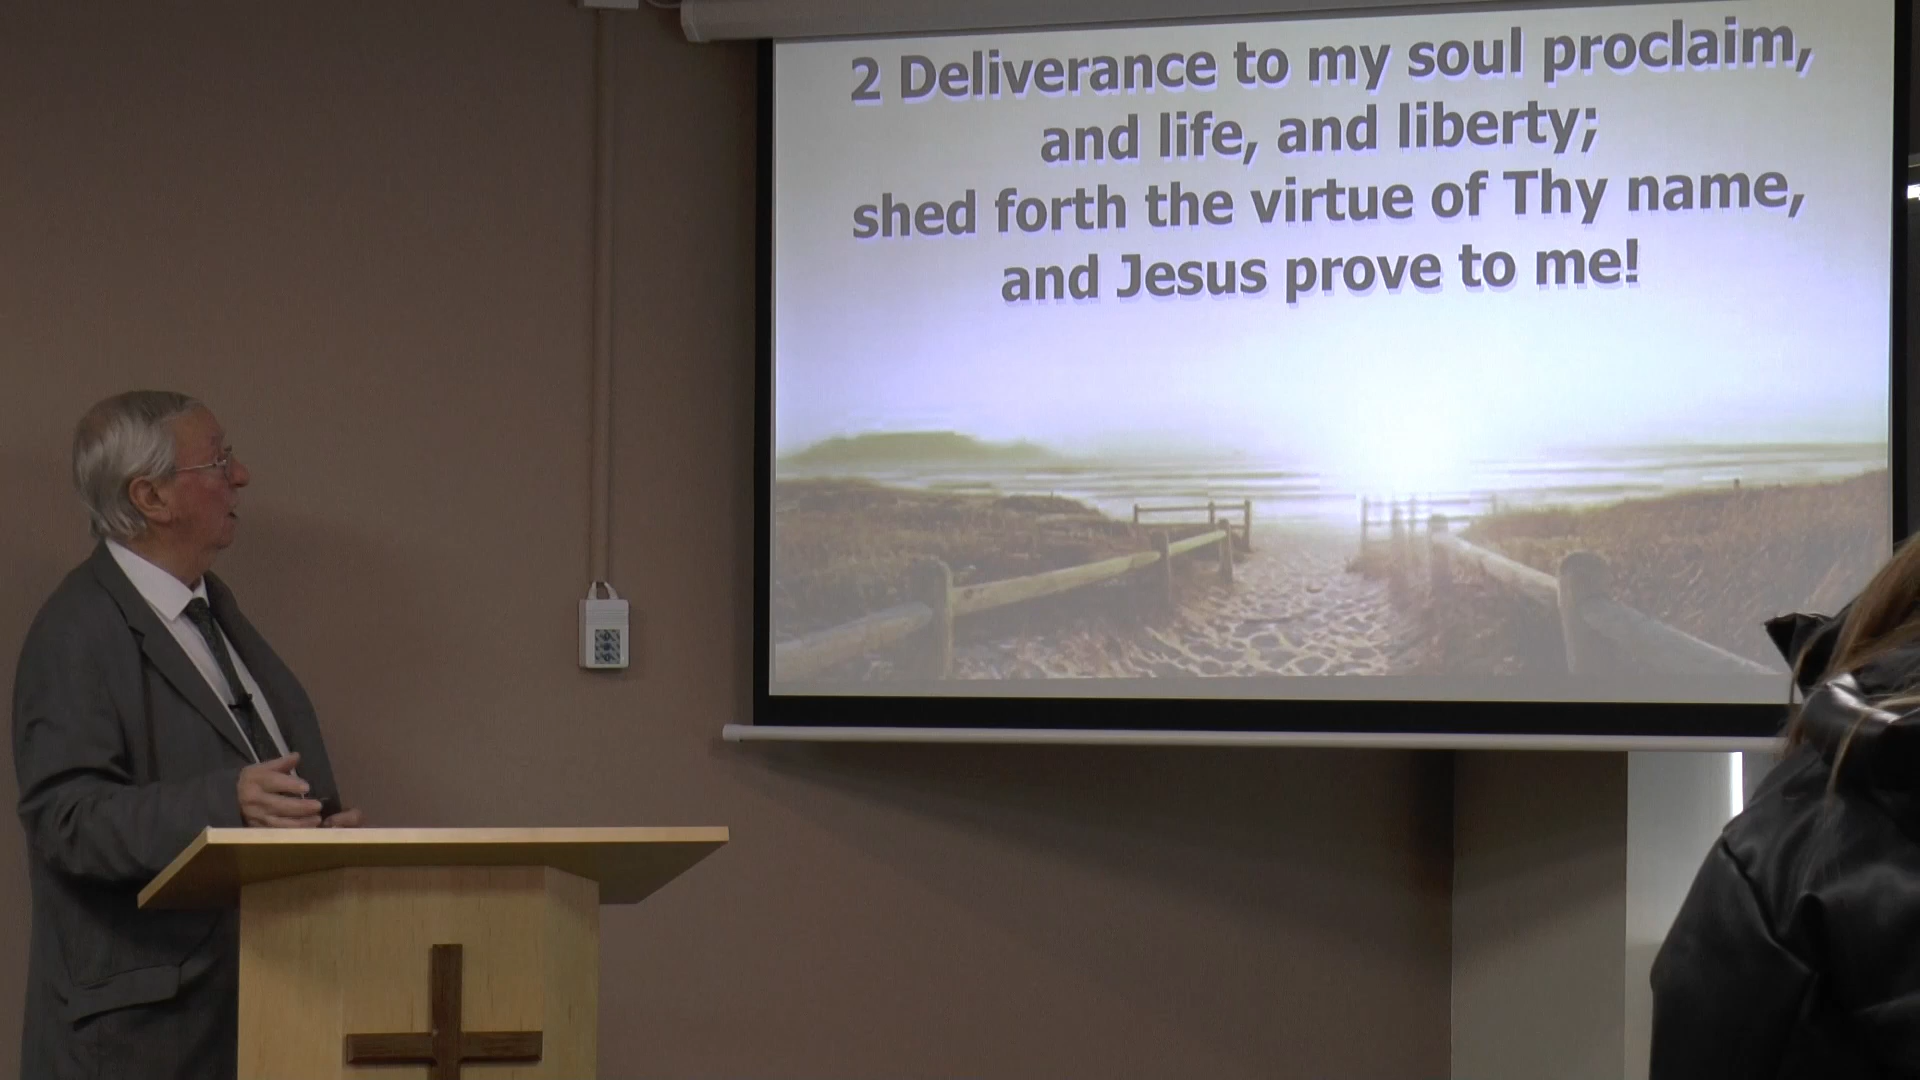 2 Deliverance to my soul proclaim,
and life, and liberty;
shed forth the virtue of Thy name,
and Jesus prove to me!